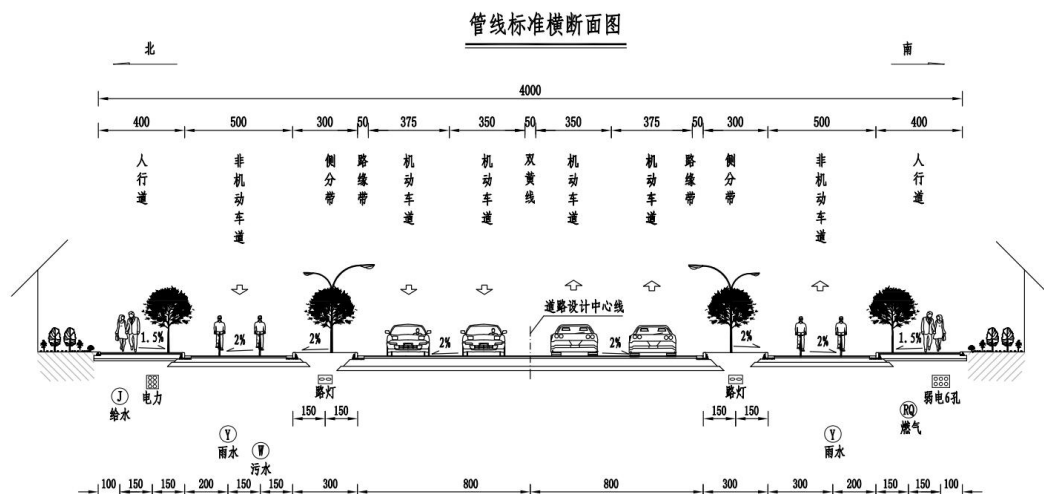 管线标准横断面图
北
南
4000
400 500 300 50 375 350 50 350 375 50 300 500 400
人行道
非机动车道
侧分带
路缘带
机动车道
机动车道
双黄线
机动车道
机动车道
路缘带
侧分带
非机动车道
人行道
道路设计中心线
1.5% 2% 2% 2% 2% 2% 2% 1.5%
J
给水
电力
路灯
路灯
RQ
燃气
弱电6孔
150 150
150 150
Y
雨水
W
污水
Y
雨水
100 150 150 200 150 150 300 800 800 300 300 200 150 150 100